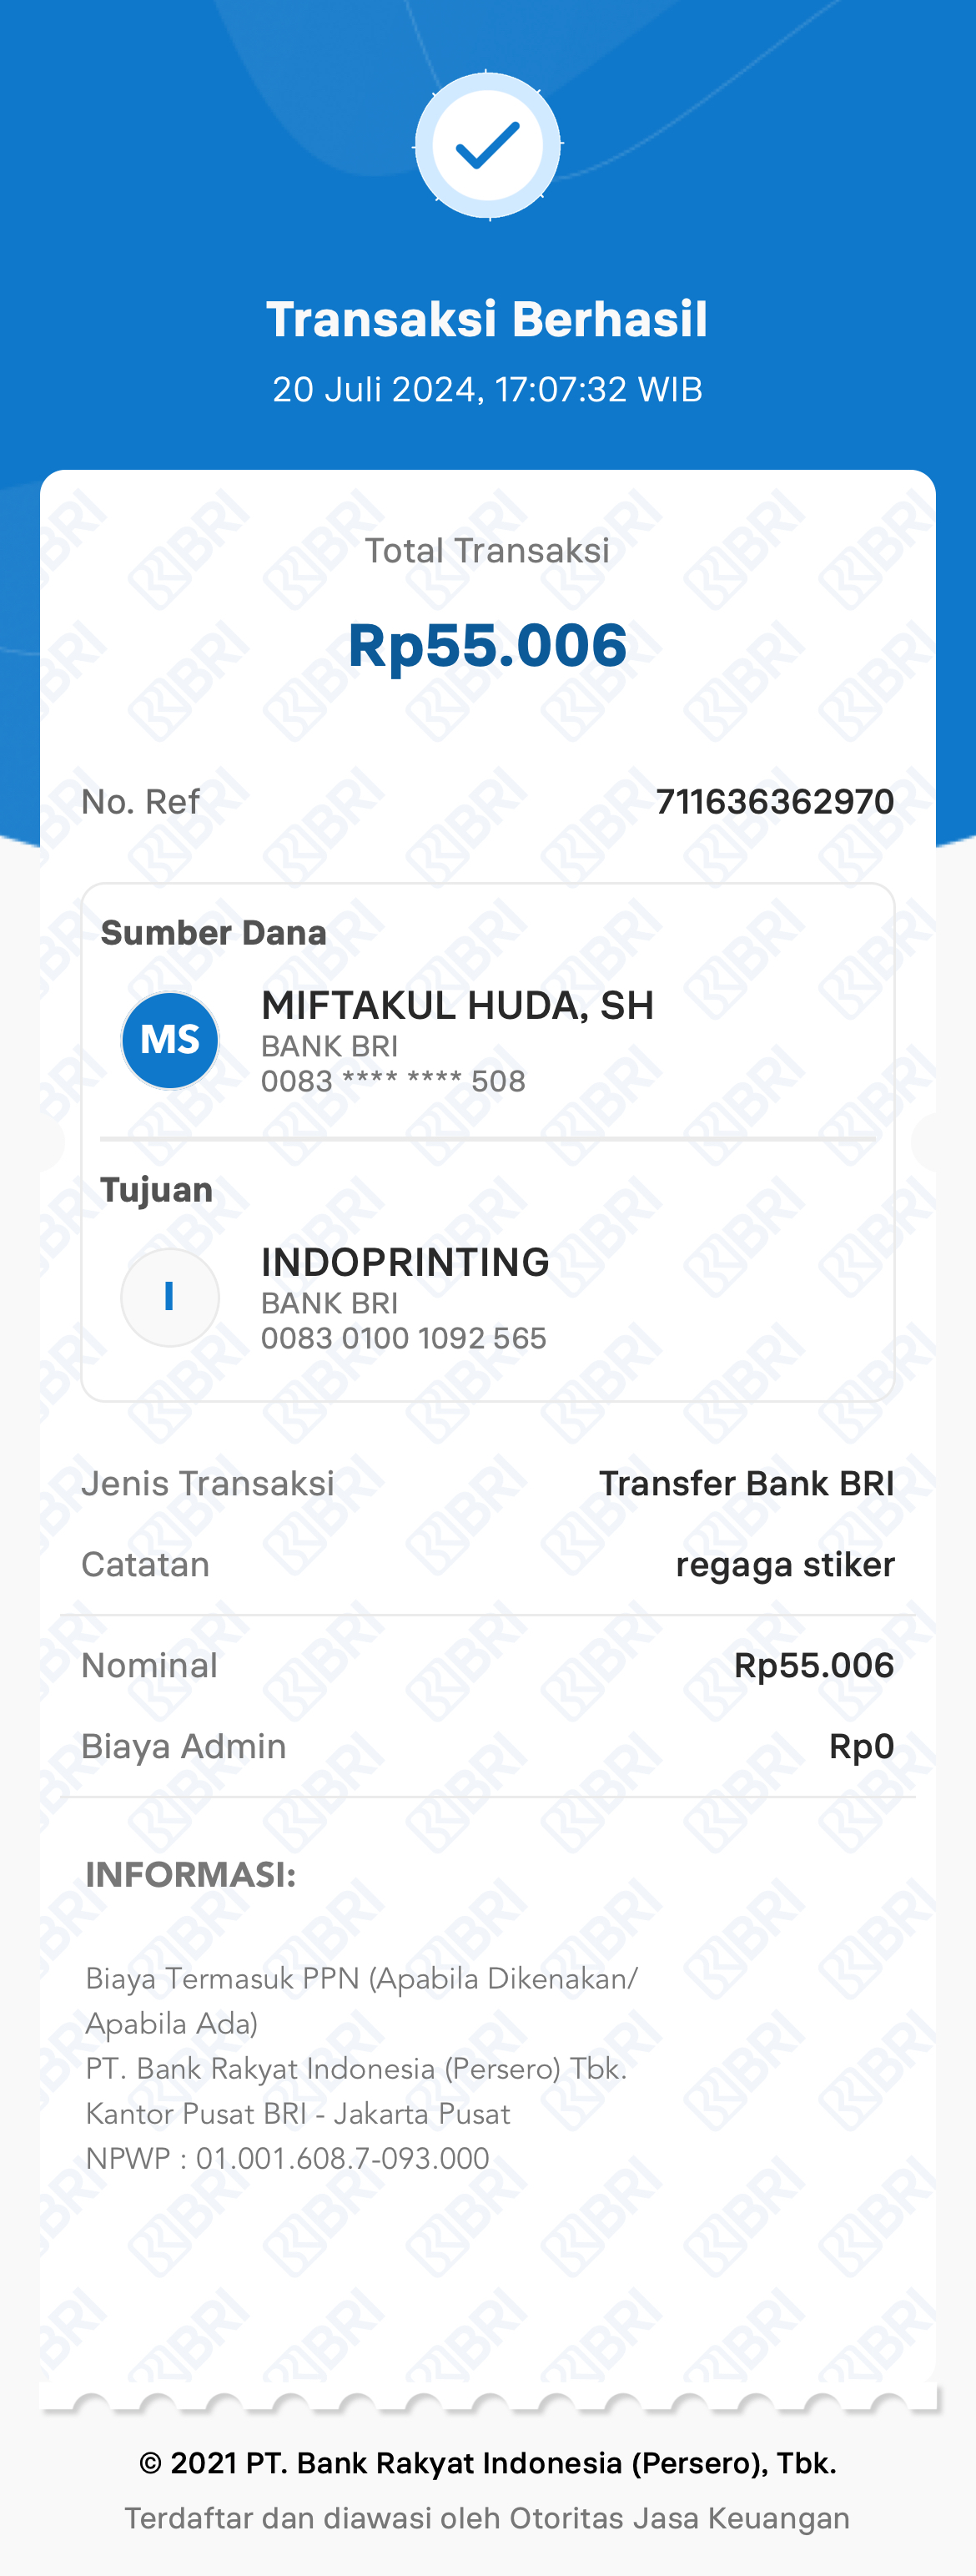 Transaksi Berhasil
20 Juli 2024, 17:07:32 WIB
Total Transaksi
Rp55.006
No. Ref 711636362970
Sumber Dana
MS
MIFTAKUL HUDA, SH
BANK BRI
0083 **** **** 508
Tujuan
I
INDOPRINTING
BANK BRI
0083 0100 1092 565
Jenis Transaksi Transfer Bank BRI
Catatan regaga stiker
Nominal Rp55.006
Biaya Admin Rp0
INFORMASI:
Biaya Termasuk PPN (Apabila Dikenakan/
Apabila Ada)
PT. Bank Rakyat Indonesia (Persero) Tbk.
Kantor Pusat BRI - Jakarta Pusat
NPWP : 01.001.608.7-093.000
© 2021 PT. Bank Rakyat Indonesia (Persero), Tbk.
Terdaftar dan diawasi oleh Otoritas Jasa Keuangan